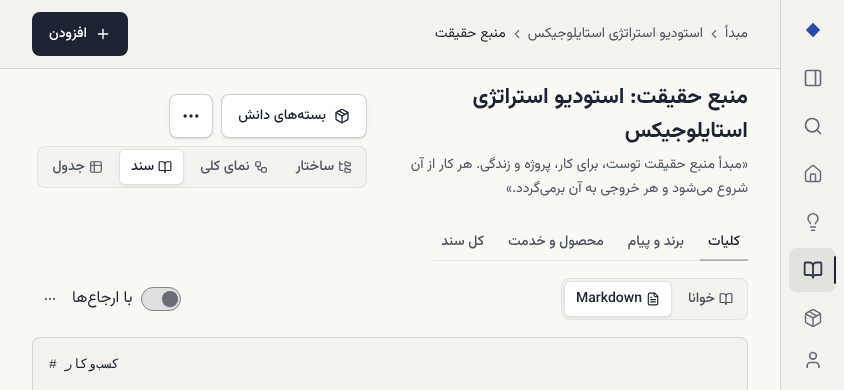 مبدأ › استودیو استراتژی استایلوجیکس › منبع حقیقت
+ افزودن
منبع حقیقت: استودیو استراتژی
استایلوجیکس
«مبدأ منبع حقیقت توست، برای کار، پروژه و زندگی. هر کار از آن
شروع می‌شود و هر خروجی به آن برمی‌گردد.»
بسته‌های دانش
ساختار
نمای کلی
سند
جدول
کلیات
برند و پیام
محصول و خدمت
کل سند
خوانا
Markdown
با ارجاع‌ها
# کسب‌وکار